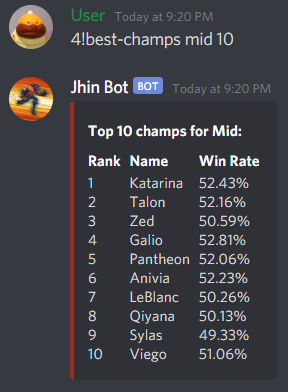 User Today at 9:20 PM
4!best-champs mid 10
Jhin Bot BOT Today at 9:20 PM
Top 10 champs for Mid:
Rank Name Win Rate
1 Katarina 52.43%
2 Talon 52.16%
3 Zed 50.59%
4 Galio 52.81%
5 Pantheon 52.06%
6 Anivia 52.23%
7 LeBlanc 50.26%
8 Qiyana 50.13%
9 Sylas 49.33%
10 Viego 51.06%